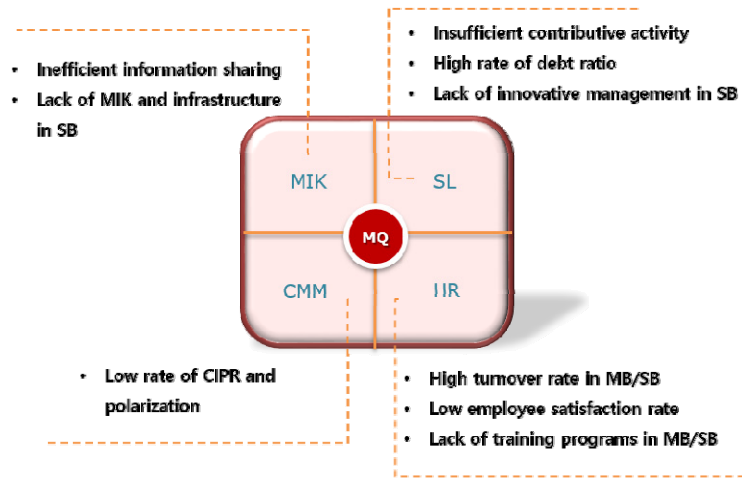 • Inefficient information sharing
• Lack of MIK and infrastructure
in SB
• Insufficient contributive activity
• High rate of debt ratio
• Lack of innovative management in SB
MIK
SL
MQ
CMM
HR
• Low rate of CIPR and
polarization
• High turnover rate in MB/SB
• Low employee satisfaction rate
• Lack of training programs in MB/SB